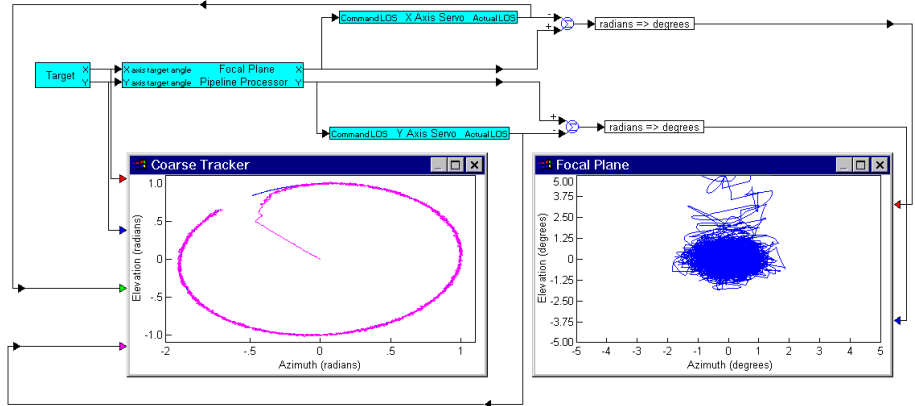 Command LOS X Axis Servo Actual LOS
-
+
Σ
radians => degrees
Target X
Y
X axis target angle Focal Plane X
Y axis target angle Pipeline Processor Y
+
-
Σ
radians => degrees
Command LOS Y Axis Servo Actual LOS
Coarse Tracker
1.0
.5
0
-.5
-1.0
Elevation (radians)
-2 -.5 0 .5 1
Azimuth (radians)
Focal Plane
5.00
3.75
2.50
1.25
0
-1.25
-2.50
-3.75
-5.00
Elevation (degrees)
-5 -4 -3 -2 -1 0 1 2 3 4 5
Azimuth (degrees)